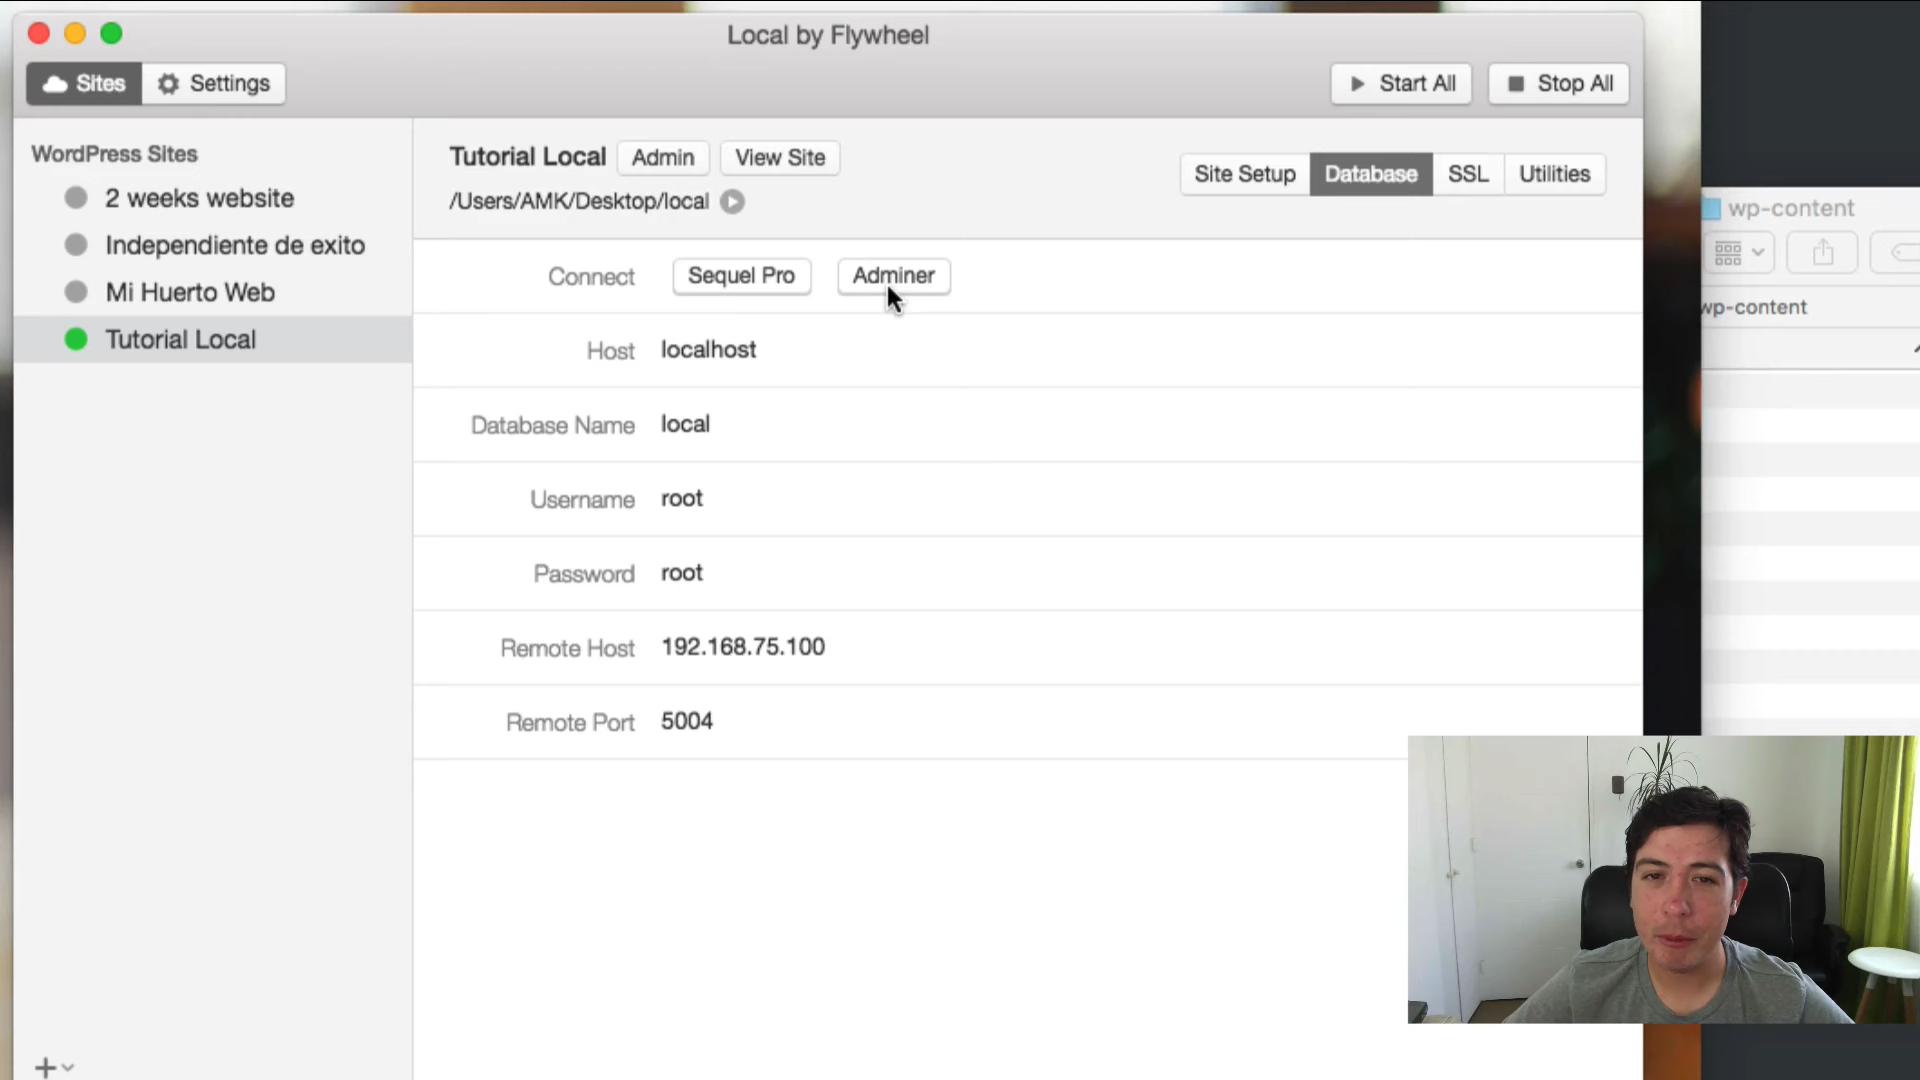 Local by Flywheel
Sites
Settings
Start All
Stop All
WordPress Sites
2 weeks website
Independiente de exito
Mi Huerto Web
Tutorial Local
Tutorial Local
Admin
View Site
/Users/AMK/Desktop/local
Site Setup
Database
SSL
Utilities
Connect
Sequel Pro
Adminer
Host
localhost
Database Name
local
Username
root
Password
root
Remote Host
192.168.75.100
Remote Port
5004
wp-content
wp-content